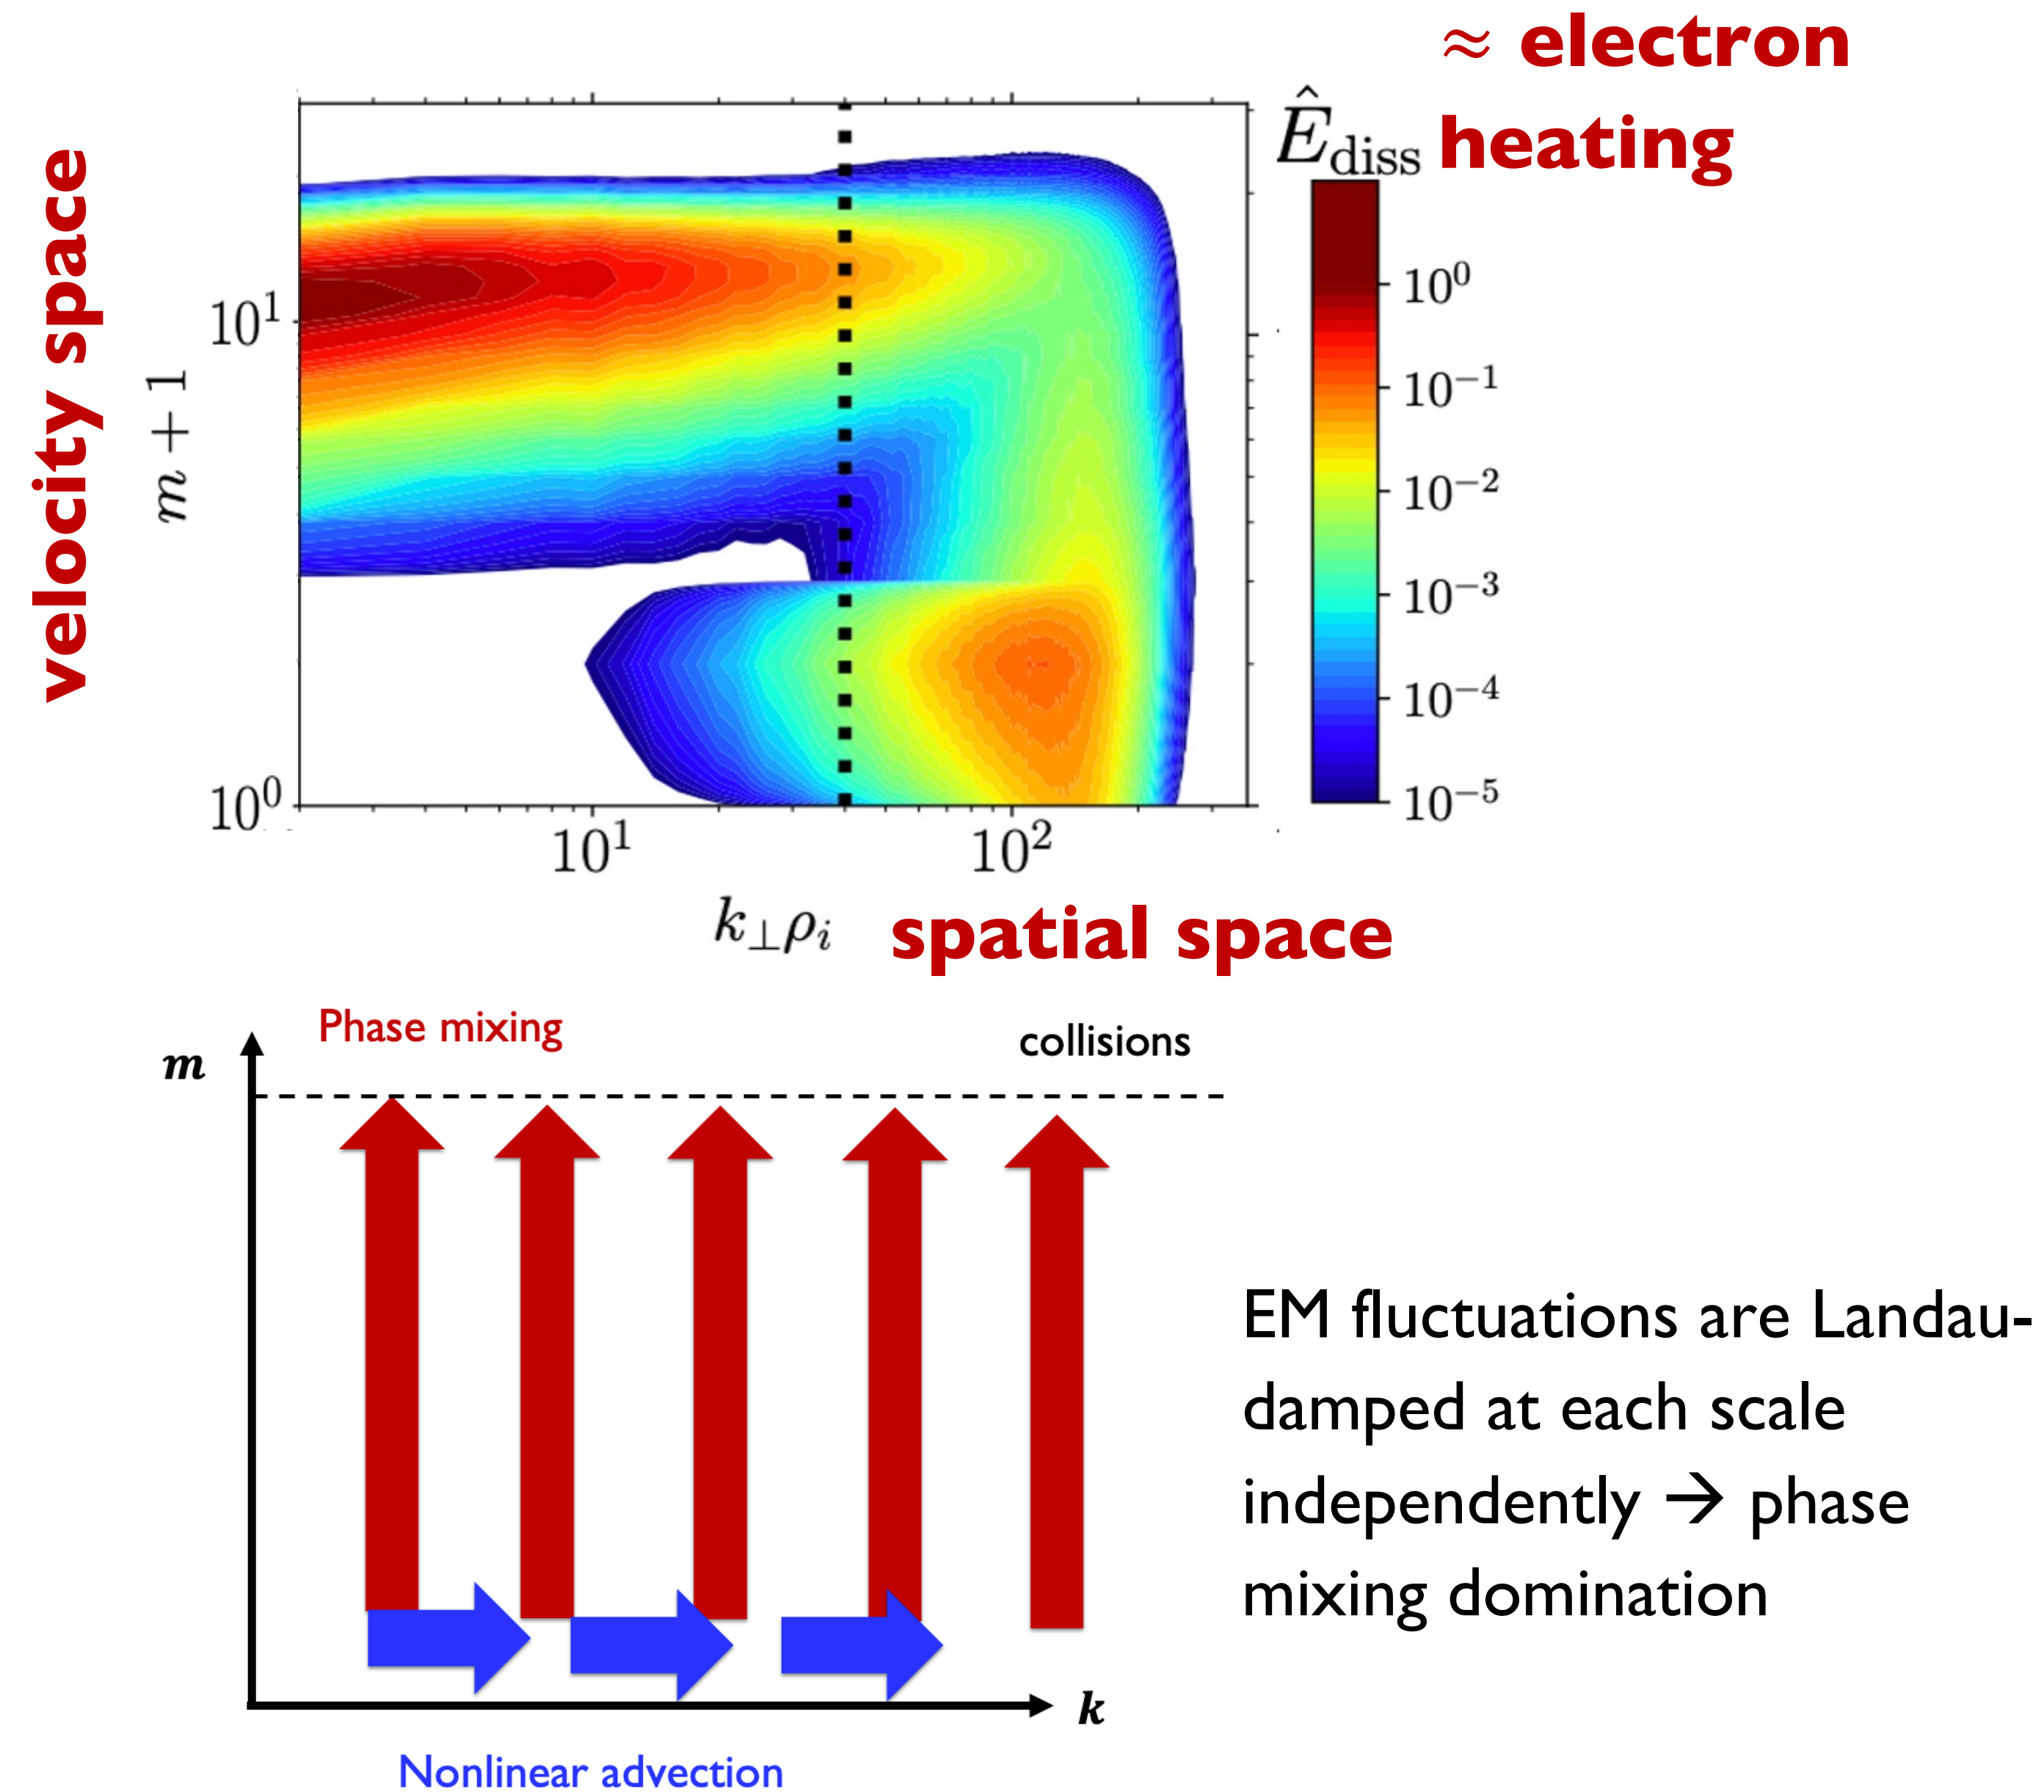 ≈ electron
heating
Ê_diss
velocity space
m + 1
10^1
10^0
10^0
10^−1
10^−2
10^−3
10^−4
10^−5
10^1
10^2
k_⊥ρ_i
spatial space
Phase mixing
collisions
m
EM fluctuations are Landau-
damped at each scale
independently → phase
mixing domination
k
Nonlinear advection